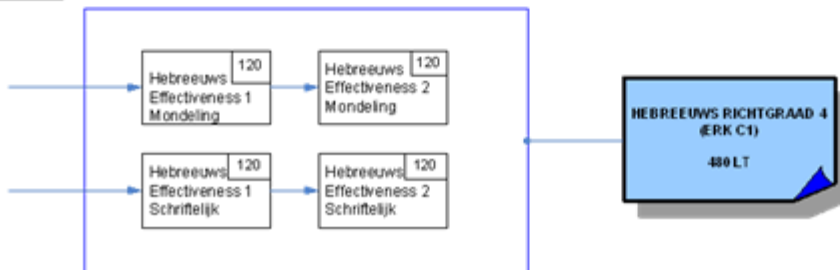 120
Hebreeuws
Effectiveness 1
Mondeling
120
Hebreeuws
Effectiveness 2
Mondeling
120
Hebreeuws
Effectiveness 1
Schriftelijk
120
Hebreeuws
Effectiveness 2
Schriftelijk
HEBREEUWS RICHTGRAAD 4
(ERK C1)
480 LT